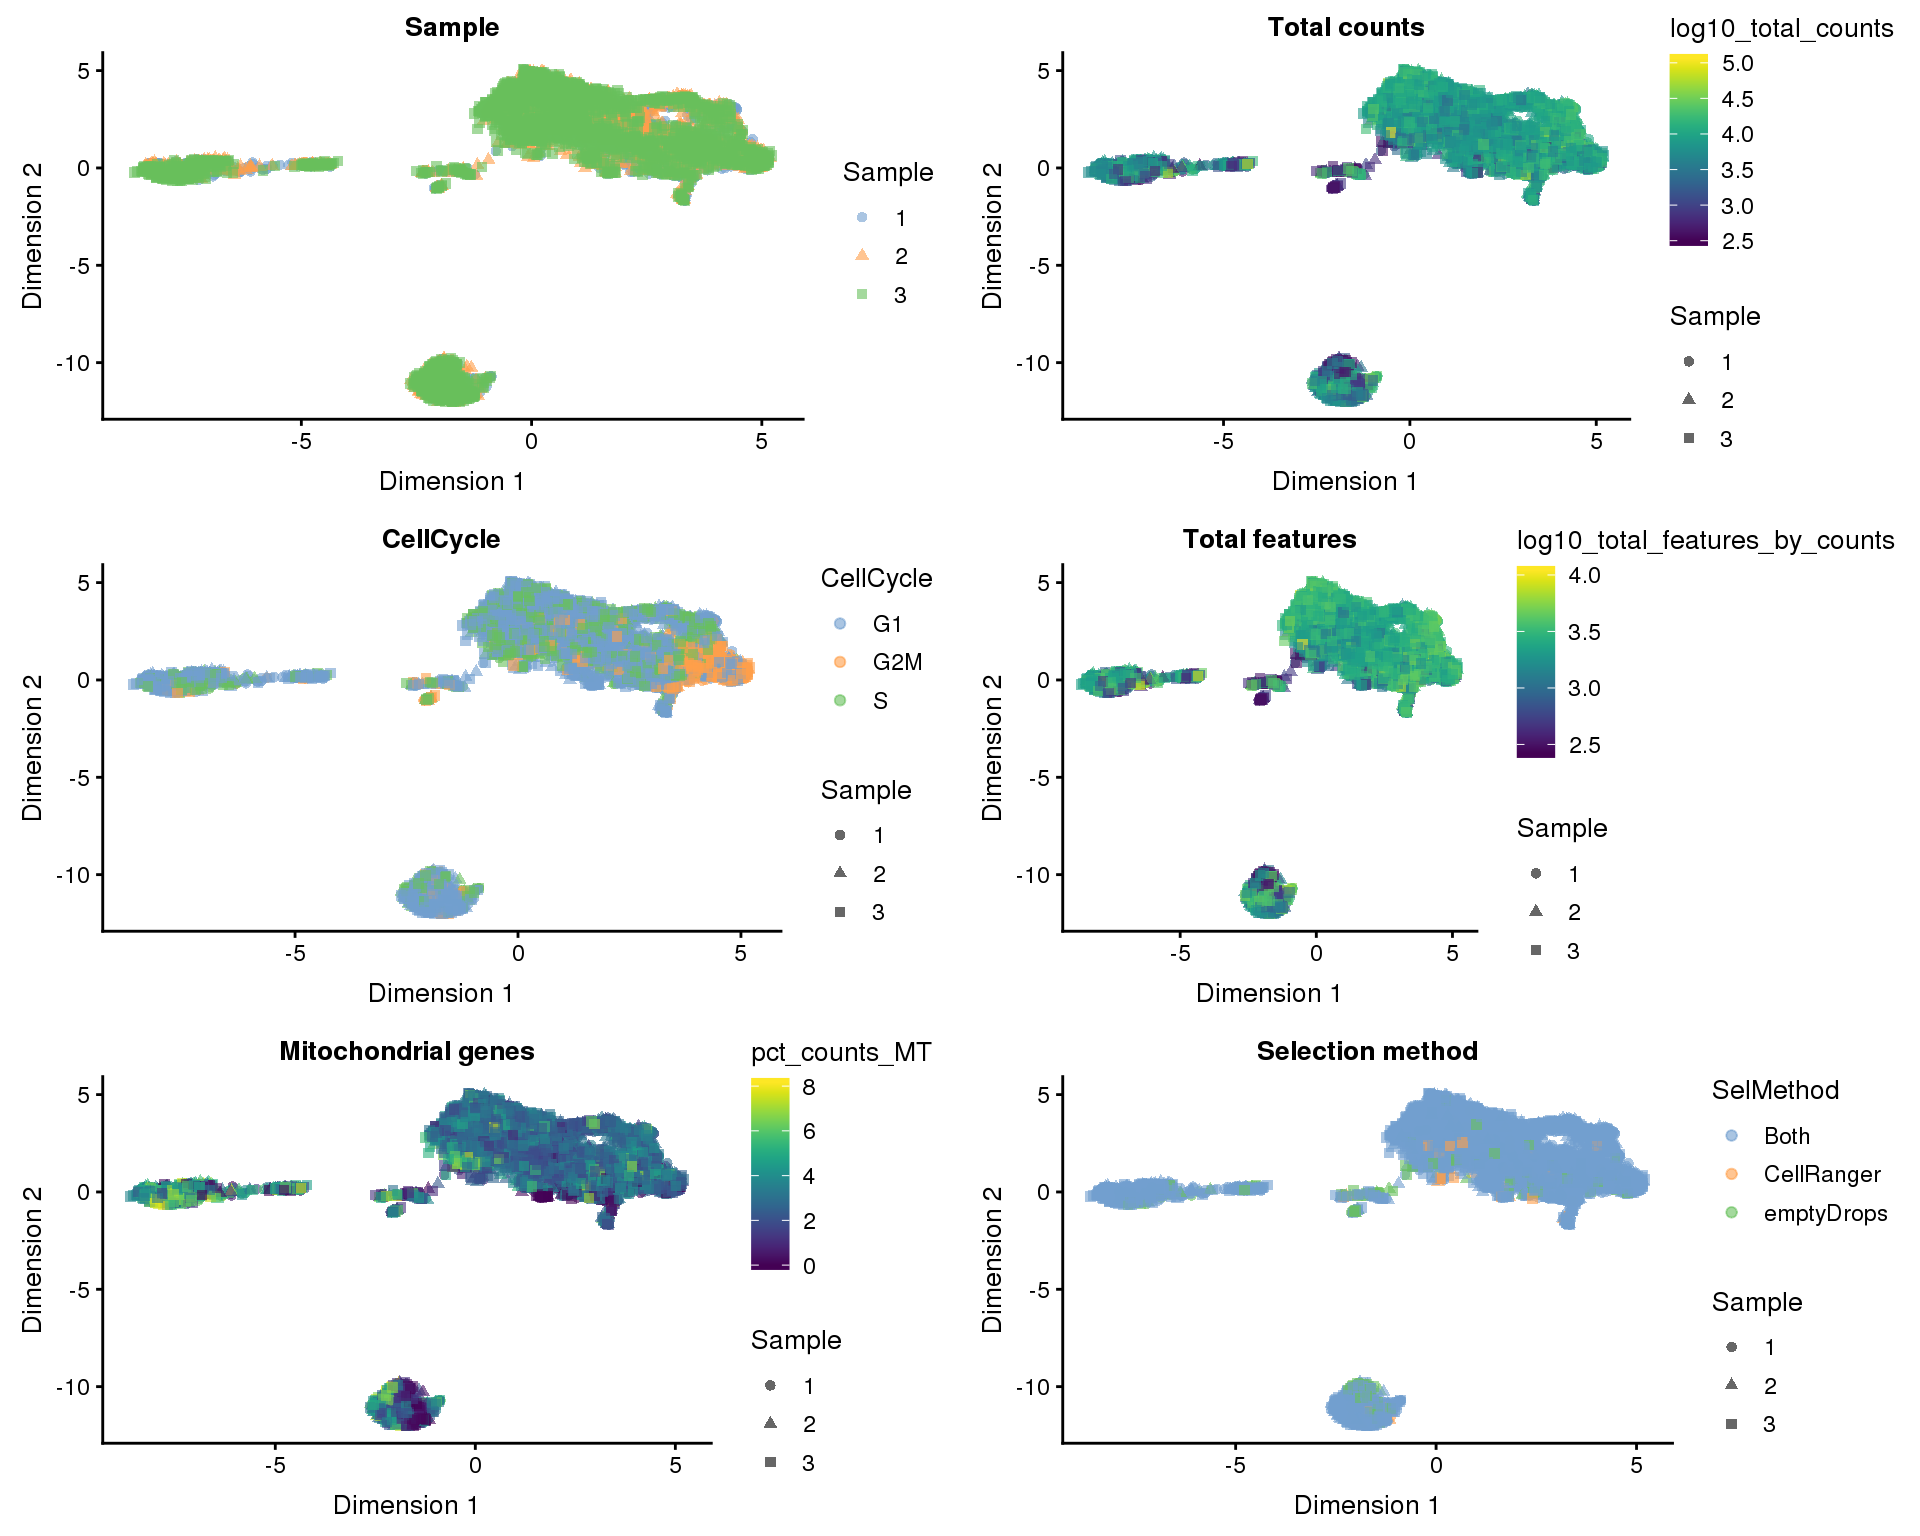 Sample
5
0
-5
-10
-5
0
5
Dimension 1
Dimension 2
Sample
1
2
3
Total counts
5
0
-5
-10
-5
0
5
Dimension 1
Dimension 2
log10_total_counts
5.0
4.5
4.0
3.5
3.0
2.5
Sample
1
2
3
CellCycle
5
0
-5
-10
-5
0
5
Dimension 1
Dimension 2
CellCycle
G1
G2M
S
Sample
1
2
3
Total features
5
0
-5
-10
-5
0
5
Dimension 1
Dimension 2
log10_total_features_by_counts
4.0
3.5
3.0
2.5
Sample
1
2
3
Mitochondrial genes
5
0
-5
-10
-5
0
5
Dimension 1
Dimension 2
pct_counts_MT
8
6
4
2
0
Sample
1
2
3
Selection method
5
0
-5
-10
-5
0
5
Dimension 1
Dimension 2
SelMethod
Both
CellRanger
emptyDrops
Sample
1
2
3